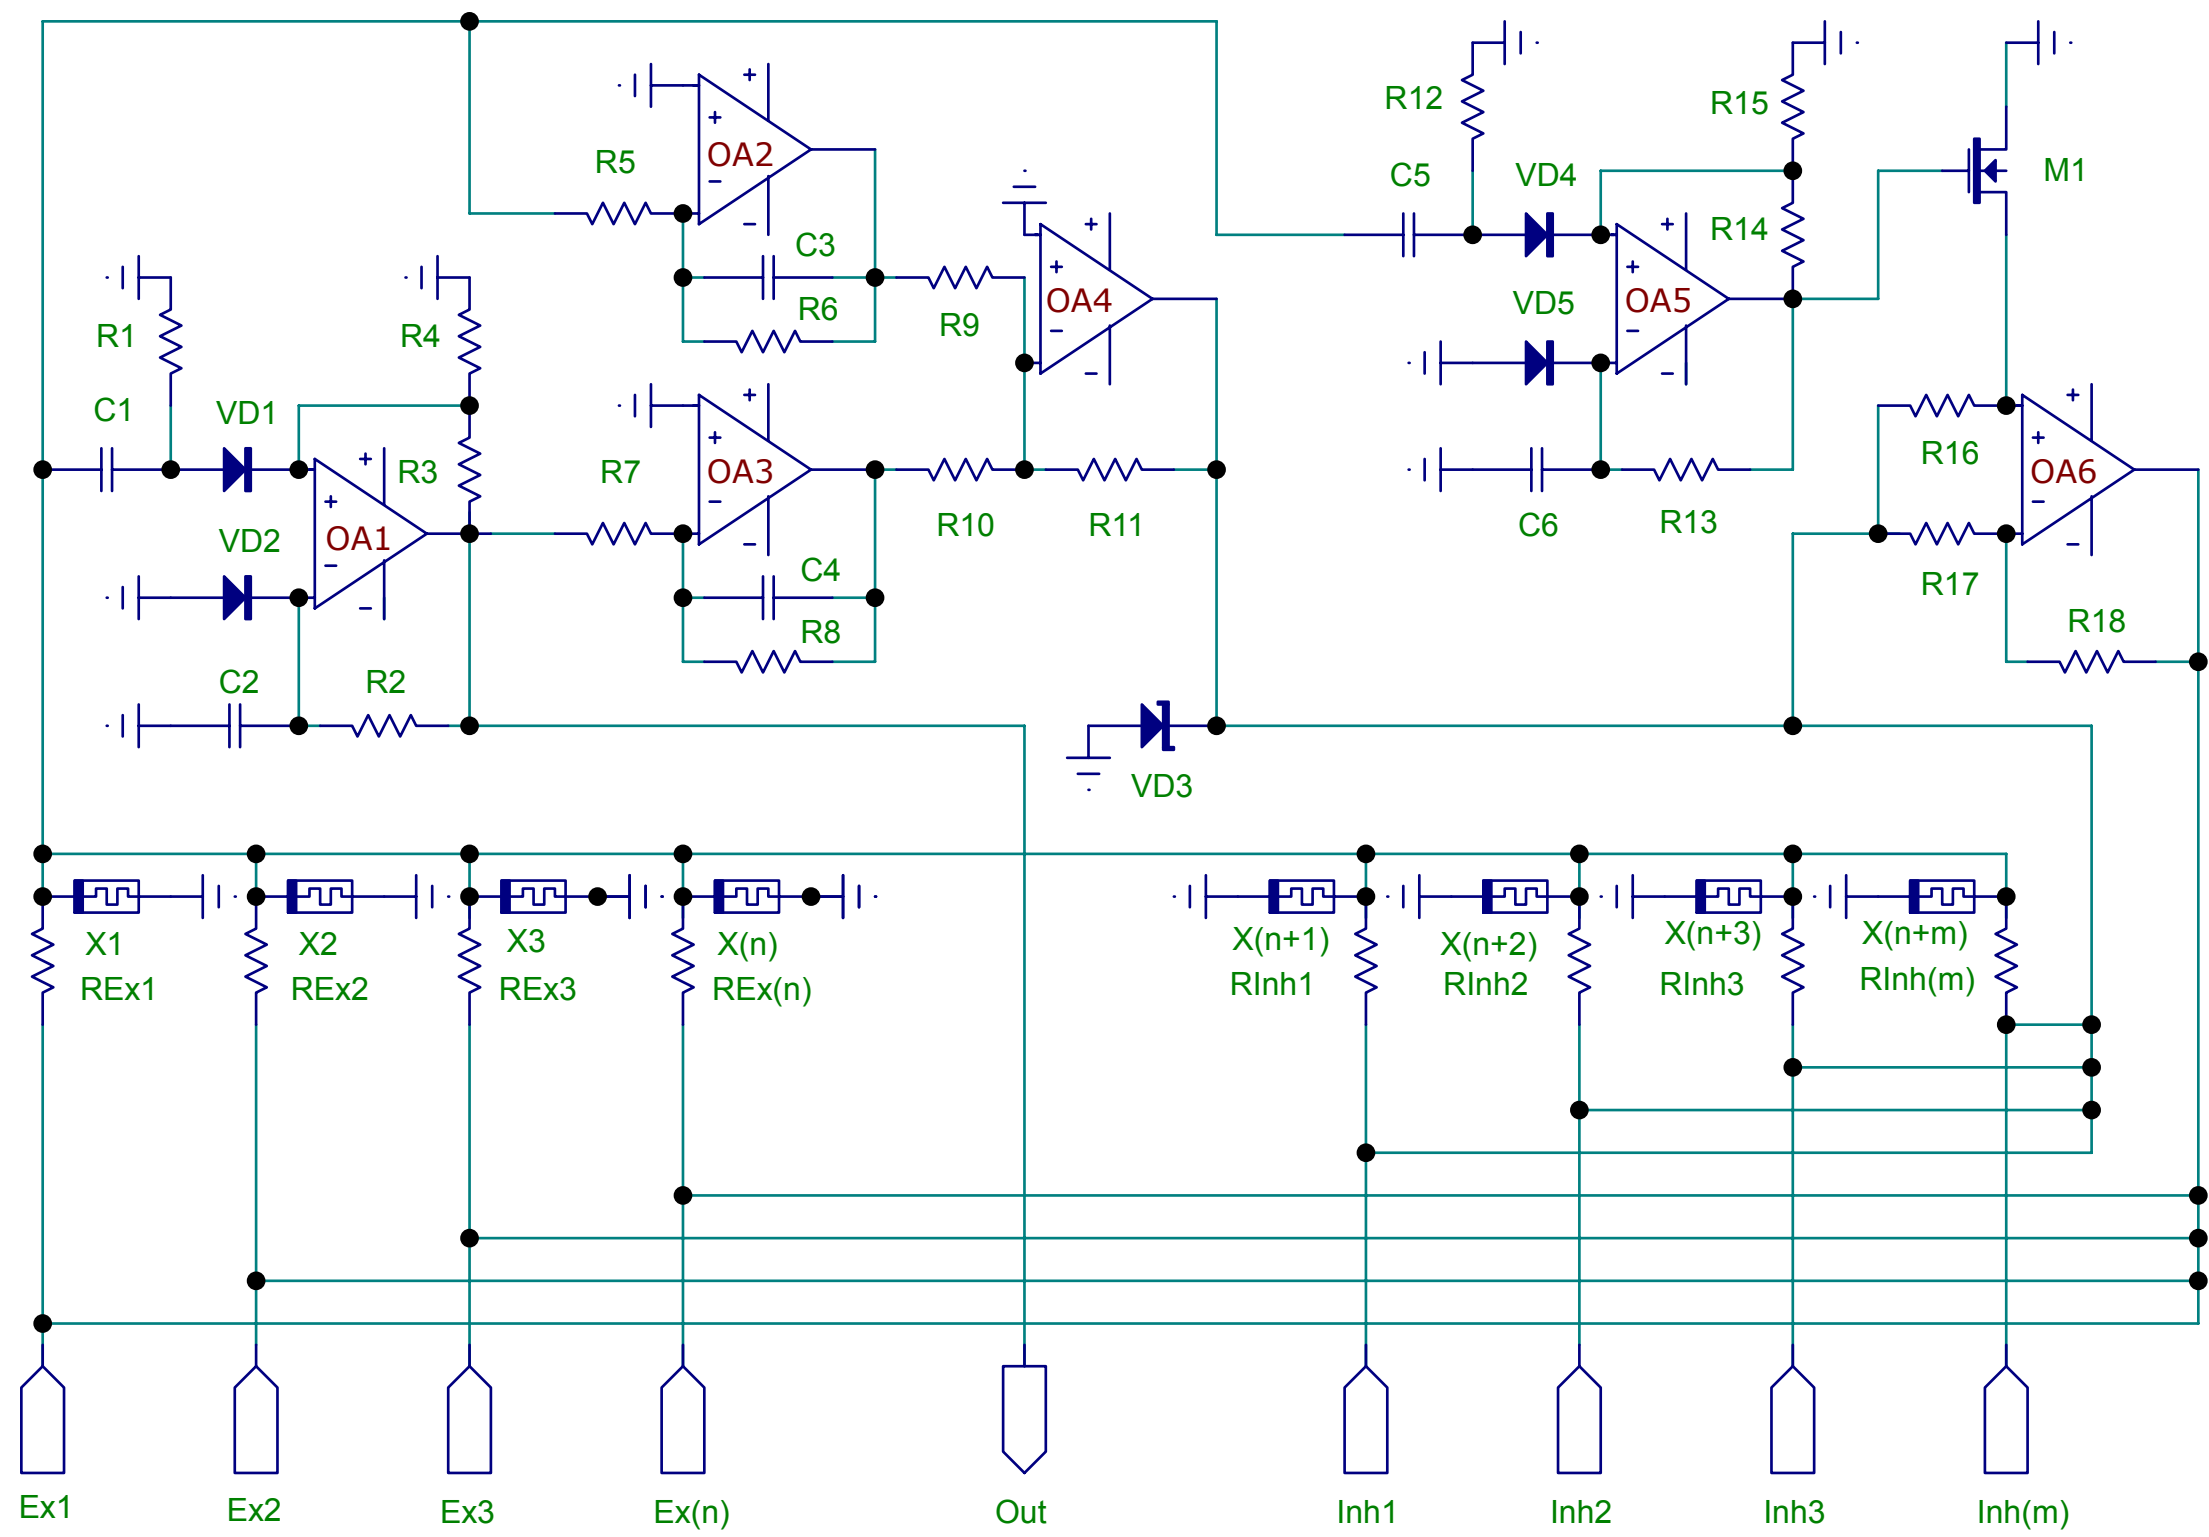 R12
R15
M1
R5
OA2
C5
VD4
R14
C3
R6
R9
OA4
VD5
OA5
R1
R4
C1
VD1
R3
OA1
VD2
R7
OA3
R10
R11
C4
R8
C6
R13
R16
OA6
R17
R18
C2
R2
VD3
X1
REx1
X2
REx2
X3
REx3
X(n)
REx(n)
X(n+1)
RInh1
X(n+2)
RInh2
X(n+3)
RInh3
X(n+m)
RInh(m)
Ex1
Ex2
Ex3
Ex(n)
Out
Inh1
Inh2
Inh3
Inh(m)